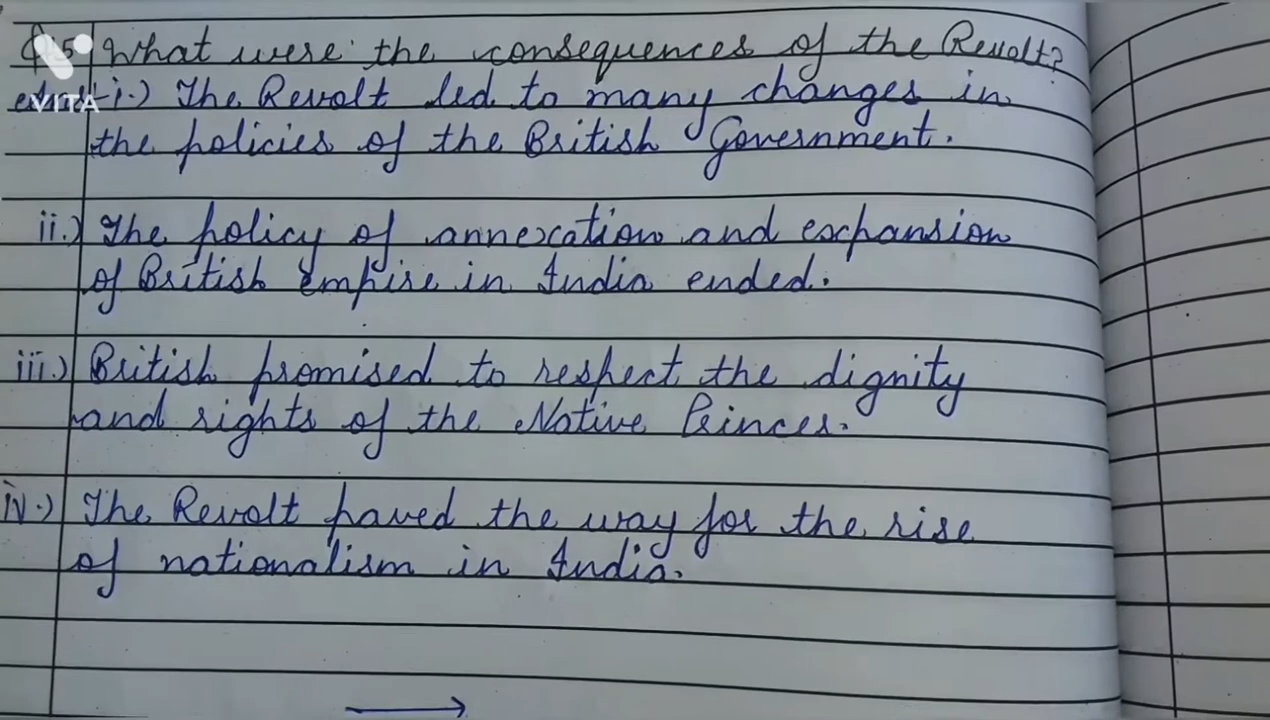 Q5 What were the consequences of the Revolt?
VITA
i.) The Revolt led to many changes in
the policies of the British Government.
ii.) The policy of annexation and expansion
of British empire in India ended.
iii.) British promised to respect the dignity
and rights of the Native Princes.
iv.) The Revolt paved the way for the rise
of nationalism in India.